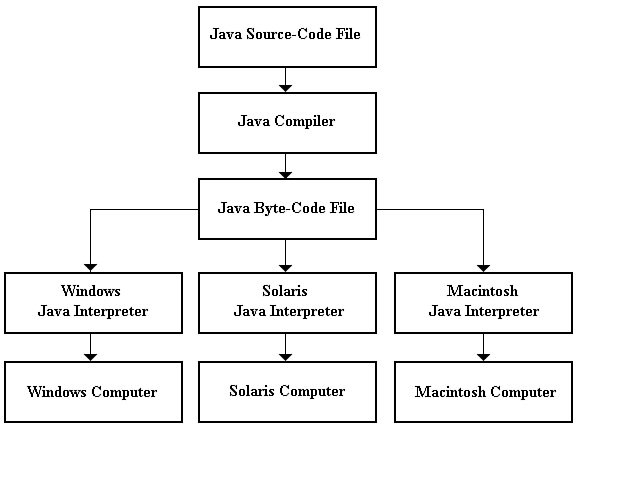 Java Source-Code File
Java Compiler
Java Byte-Code File
Windows
Java Interpreter
Solaris
Java Interpreter
Macintosh
Java Interpreter
Windows Computer
Solaris Computer
Macintosh Computer